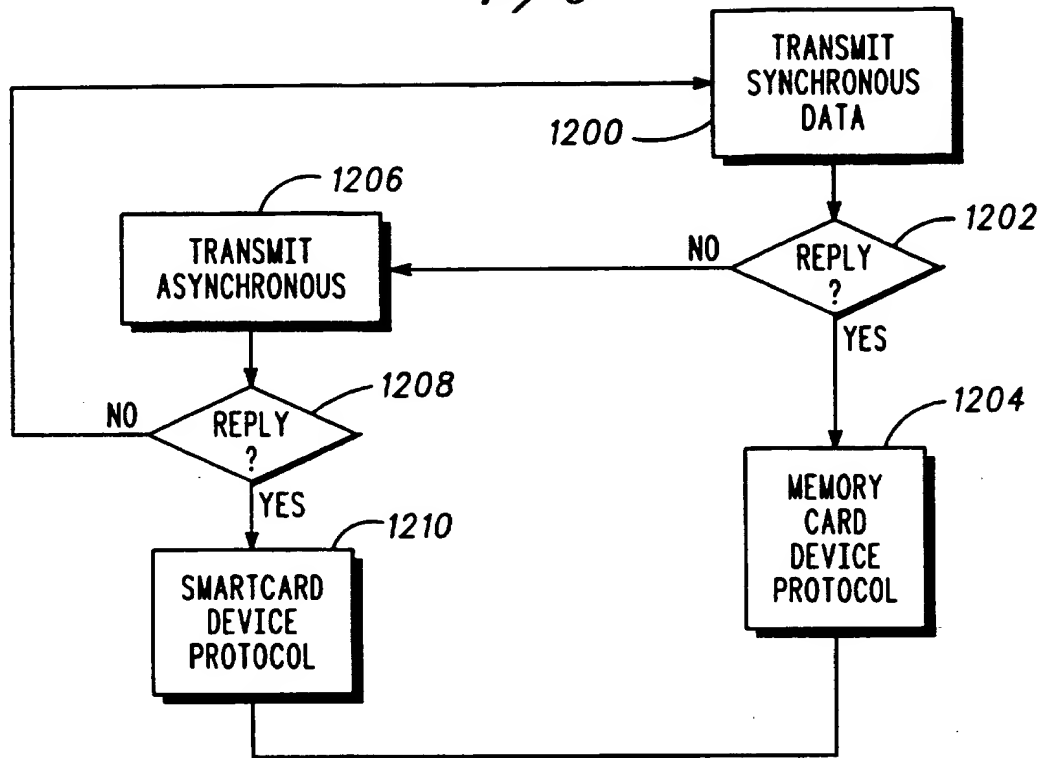 TRANSMIT
SYNCHRONOUS
DATA
1200
1202
REPLY
?
NO
YES
1206
TRANSMIT
ASYNCHRONOUS
1208
REPLY
?
NO
YES
1204
MEMORY
CARD
DEVICE
PROTOCOL
1210
SMARTCARD
DEVICE
PROTOCOL